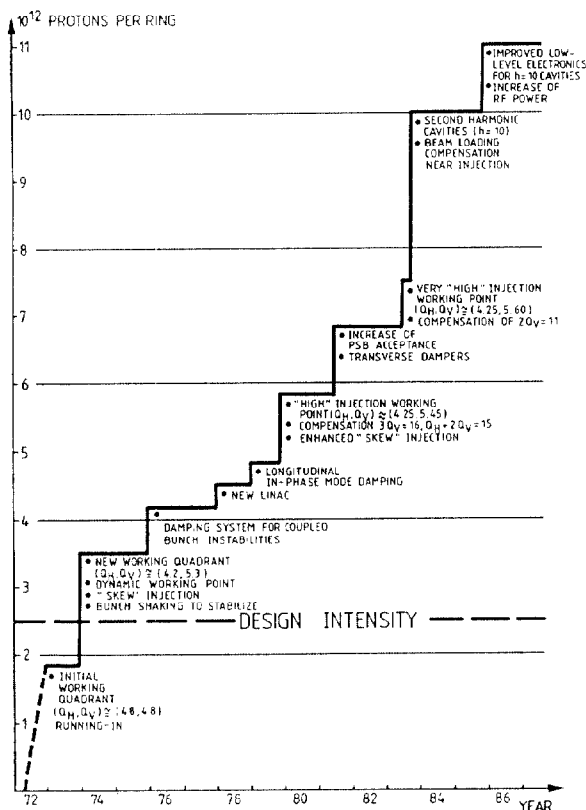 10¹² PROTONS PER RING
11
• IMPROVED LOW-
LEVEL ELECTRONICS
FOR h=10 CAVITIES
• INCREASE OF
RF POWER
10
• SECOND HARMONIC
CAVITIES (h=10)
• BEAM LOADING
COMPENSATION
NEAR INJECTION
9
8
• VERY "HIGH" INJECTION
WORKING POINT
(QH,QV)≅(4.25,5.60)
• COMPENSATION OF 2QV=11
7
• INCREASE OF
PSB ACCEPTANCE
• TRANSVERSE DAMPERS
6
• "HIGH" INJECTION WORKING
POINT(QH,QV)≈(4.25,5.45)
• COMPENSATION 3QV=16,QH+2QV=15
• ENHANCED "SKEW" INJECTION
5
• LONGITUDINAL
IN-PHASE MODE DAMPING
• NEW LINAC
4
• DAMPING SYSTEM FOR COUPLED
BUNCH INSTABILITIES
• NEW WORKING QUADRANT
(QH,QV)≅(4.2,5.3)
• DYNAMIC WORKING POINT
• "SKEW" INJECTION
• BUNCH SHAKING TO STABILIZE
3
DESIGN INTENSITY
2
• INITIAL
WORKING
QUADRANT
(QH,QV)≅(4.8,4.8)
RUNNING-IN
1
72 74 76 78 80 82 84 86
YEAR